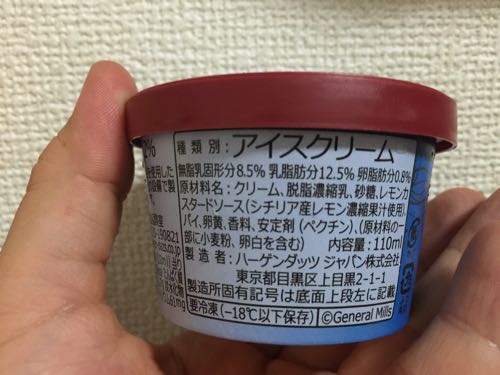 種類別：アイスクリーム
無脂乳固形分8.5% 乳脂肪分12.5% 卵脂肪分0.8%
原材料名：クリーム、脱脂濃縮乳、砂糖、レモンカ
スタードソース(シチリア産レモン濃縮果汁使用)、
パイ、卵黄、香料、安定剤(ペクチン)、(原材料の一
部に小麦粉、卵白を含む) 内容量：110ml
製造者：ハーゲンダッツ ジャパン株式会社
東京都目黒区上目黒2-1-1
製造所固有記号は底面上段左に記載
要冷凍(-18℃以下保存) ©General Mills